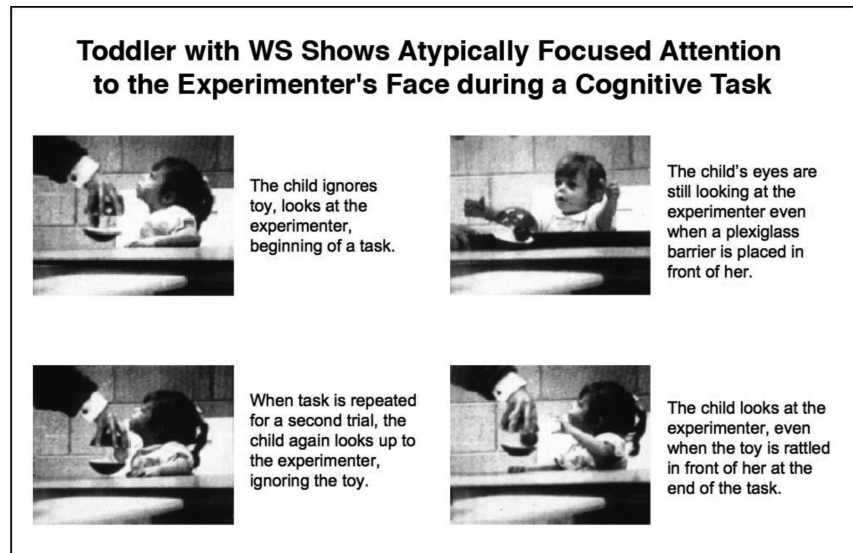 Toddler with WS Shows Atypically Focused Attention
to the Experimenter's Face during a Cognitive Task
The child ignores
toy, looks at the
experimenter,
beginning of a task.
The child's eyes are
still looking at the
experimenter even
when a plexiglass
barrier is placed in
front of her.
When task is repeated
for a second trial, the
child again looks up to
the experimenter,
ignoring the toy.
The child looks at the
experimenter, even
when the toy is rattled
in front of her at the
end of the task.